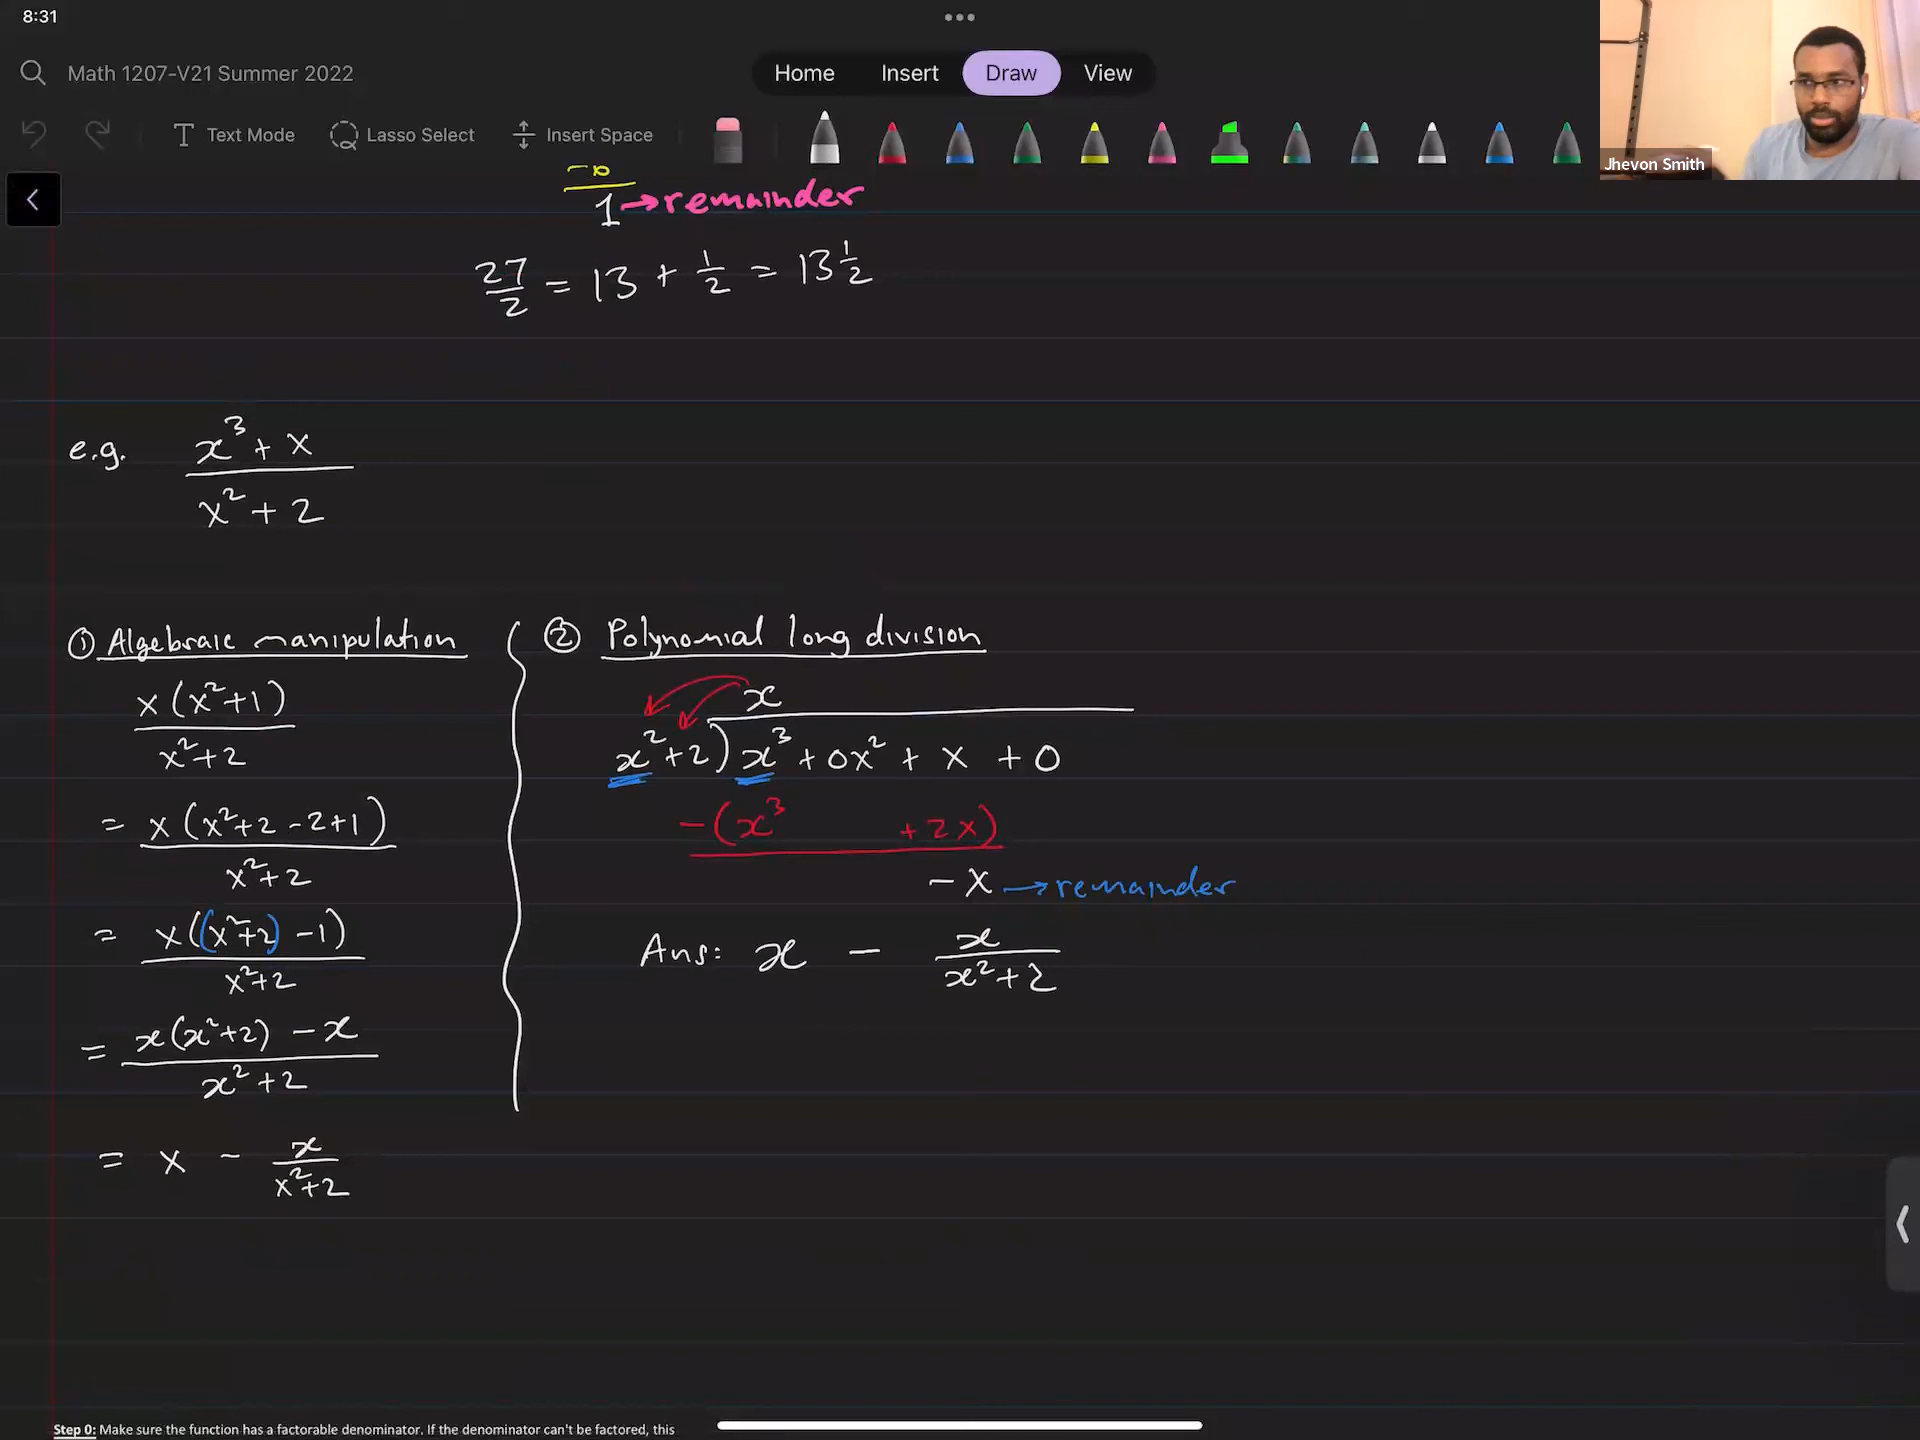 8:31
Math 1207-V21 Summer 2022
Home Insert Draw View
Text Mode Lasso Select Insert Space
Jhevon Smith
1 → remainder
27/2 = 13 + 1/2 = 13 1/2
e.g. (x³ + x)/(x² + 2)
① Algebraic manipulation
x(x²+1)/(x²+2)
= x(x²+2-2+1)/(x²+2)
= x((x²+2)-1)/(x²+2)
= (x(x²+2) - x)/(x²+2)
= x - x/(x²+2)
② Polynomial long division
x
x²+2)x³ + 0x² + x + 0
-(x³ +2x)
-x → remainder
Ans: x - x/(x²+2)
Step 0: Make sure the function has a factorable denominator. If the denominator can't be factored, this